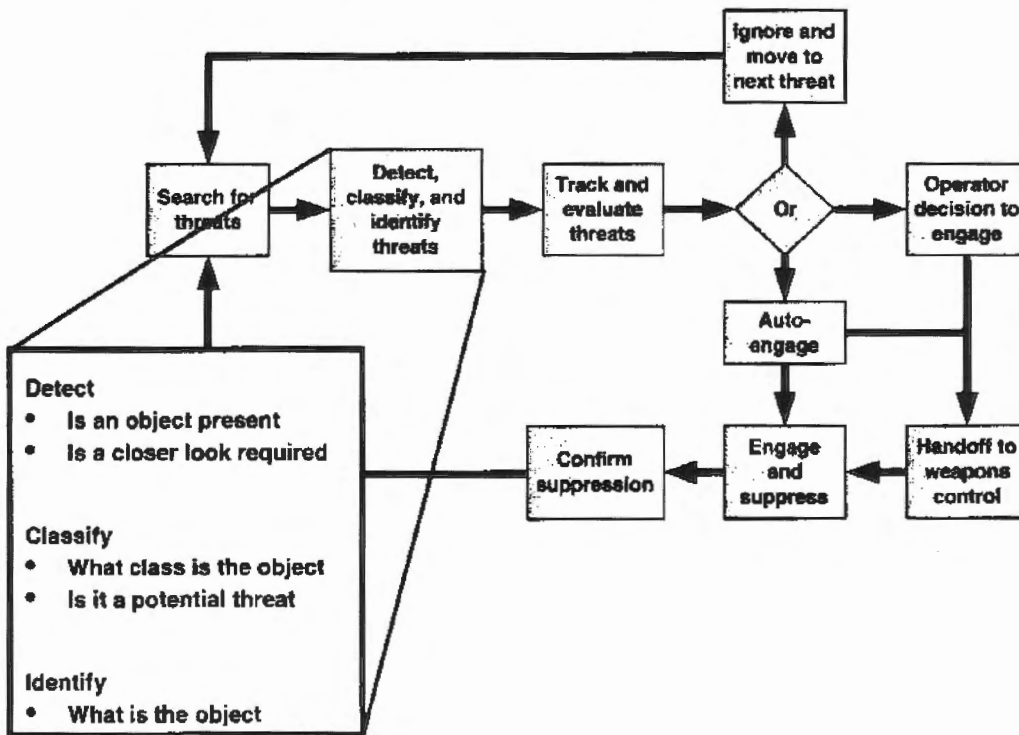 Ignore and
move to
next threat
Search for
threats
Detect,
classify, and
identify
threats
Track and
evaluate
threats
Or
Operator
decision to
engage
Auto-
engage
Confirm
suppression
Engage
and
suppress
Handoff to
weapons
control
Detect
• Is an object present
• Is a closer look required
Classify
• What class is the object
• Is it a potential threat
Identify
• What is the object